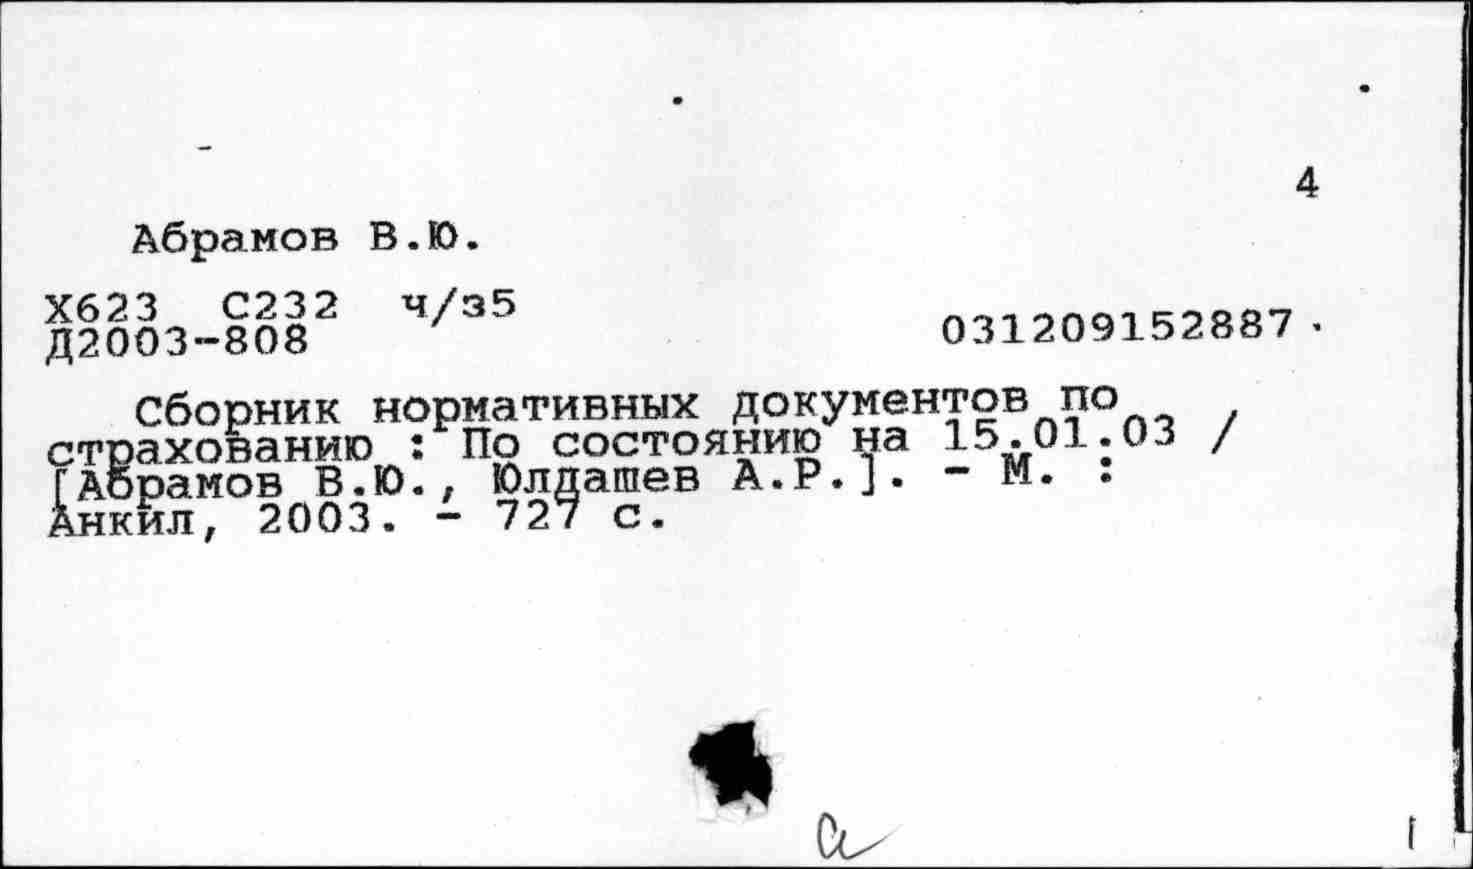 4
Абрамов В.Ю.
Х623 С232 ч/з5
Д2003-808
031209152887.
Сборник нормативных документов по
страхованию : По состоянию на 15.01.03 /
[Абрамов В.Ю., Юлдашев А.Р.]. - М. :
Анкил, 2003. - 727 с.